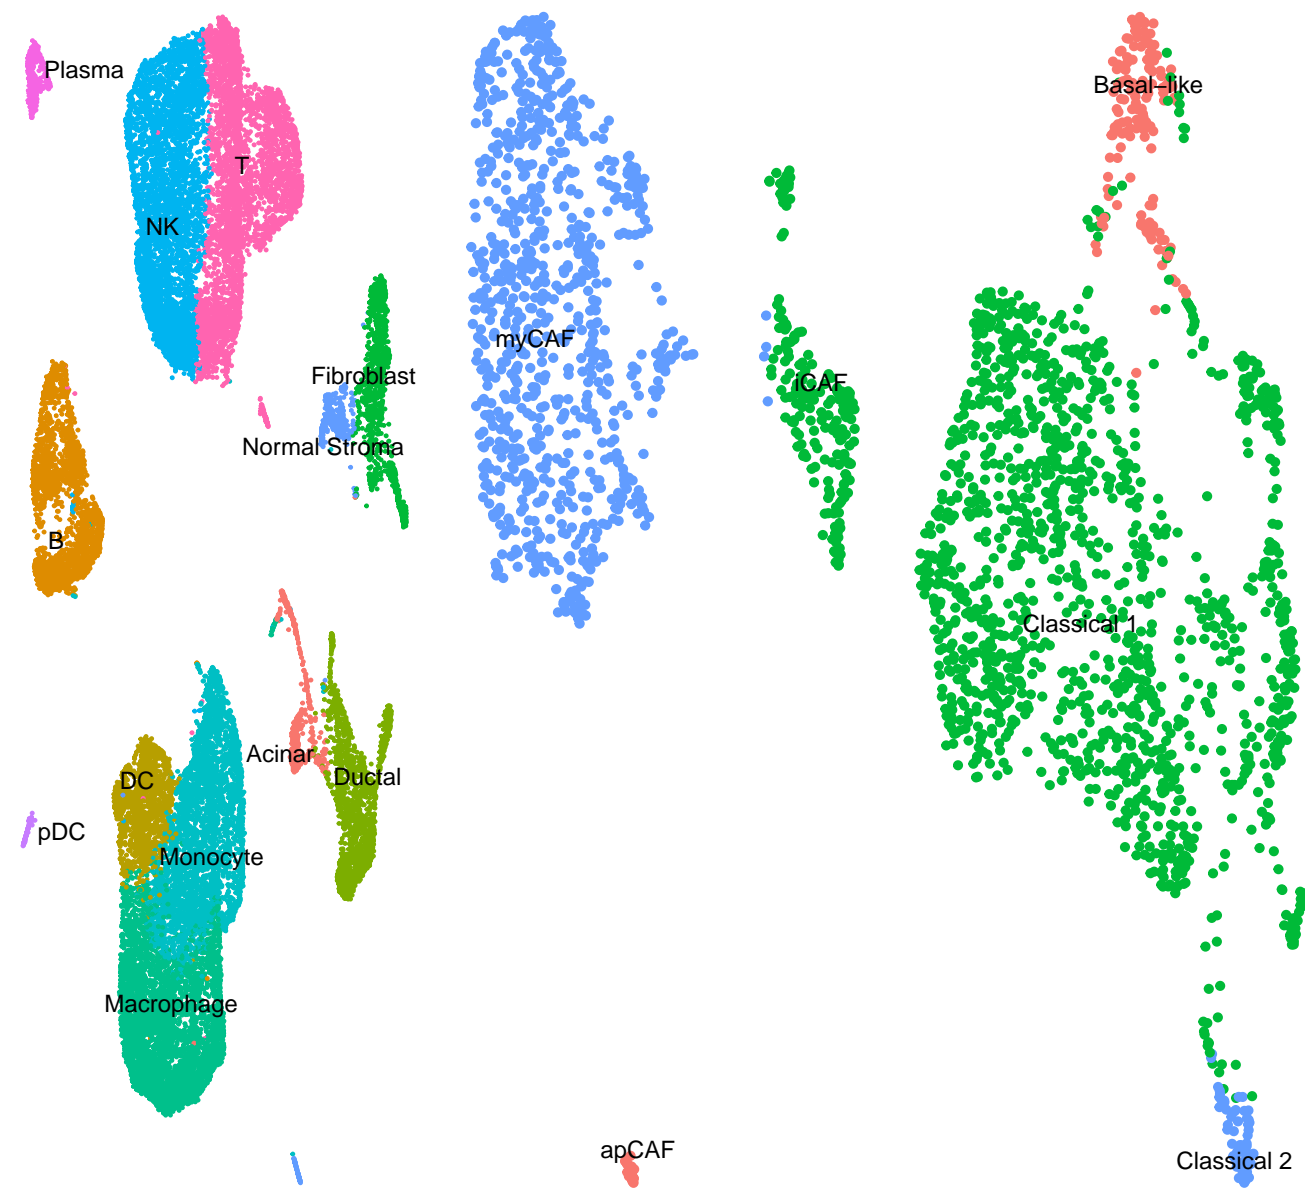 Plasma
Basal−like
T
NK
myCAF
Fibroblast
iCAF
Normal Stroma
B
Classical 1
Acinar
Ductal
DC
pDC
Monocyte
Macrophage
apCAF
Classical 2